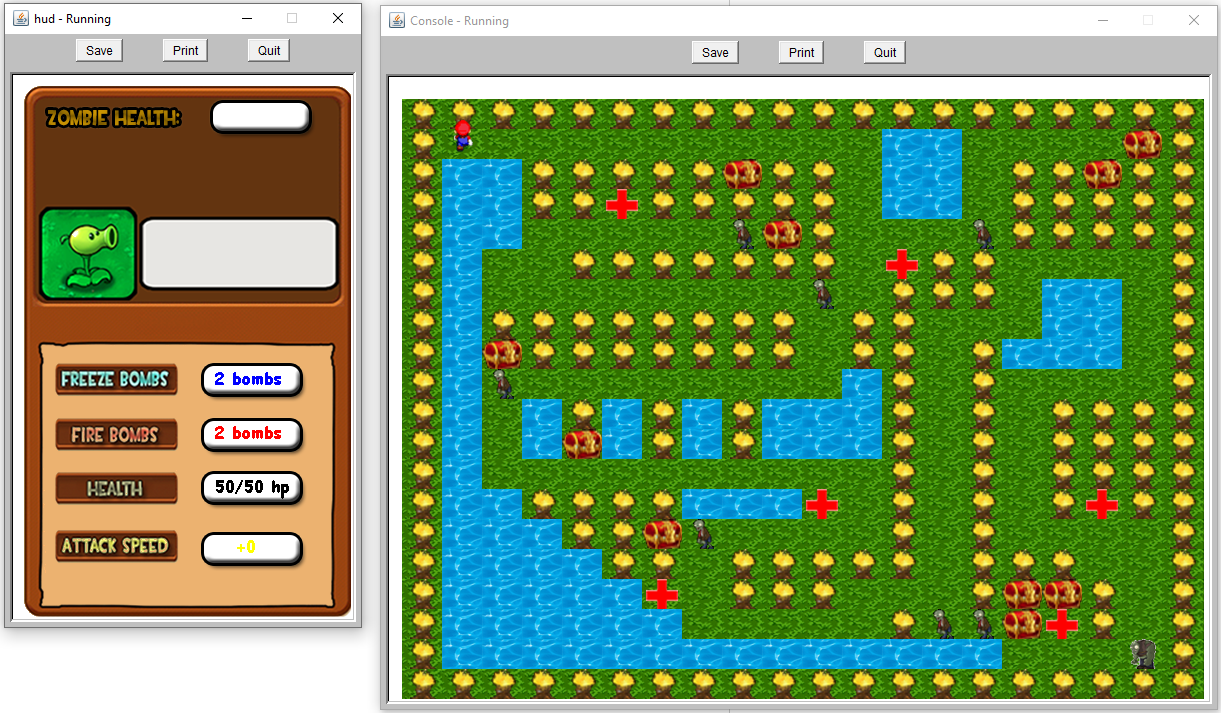 hud - Running
Save Print Quit
ZOMBIE HEALTH:
FREEZE BOMBS 2 bombs
FIRE BOMBS 2 bombs
HEALTH 50/50 hp
ATTACK SPEED +0
Console - Running
Save Print Quit